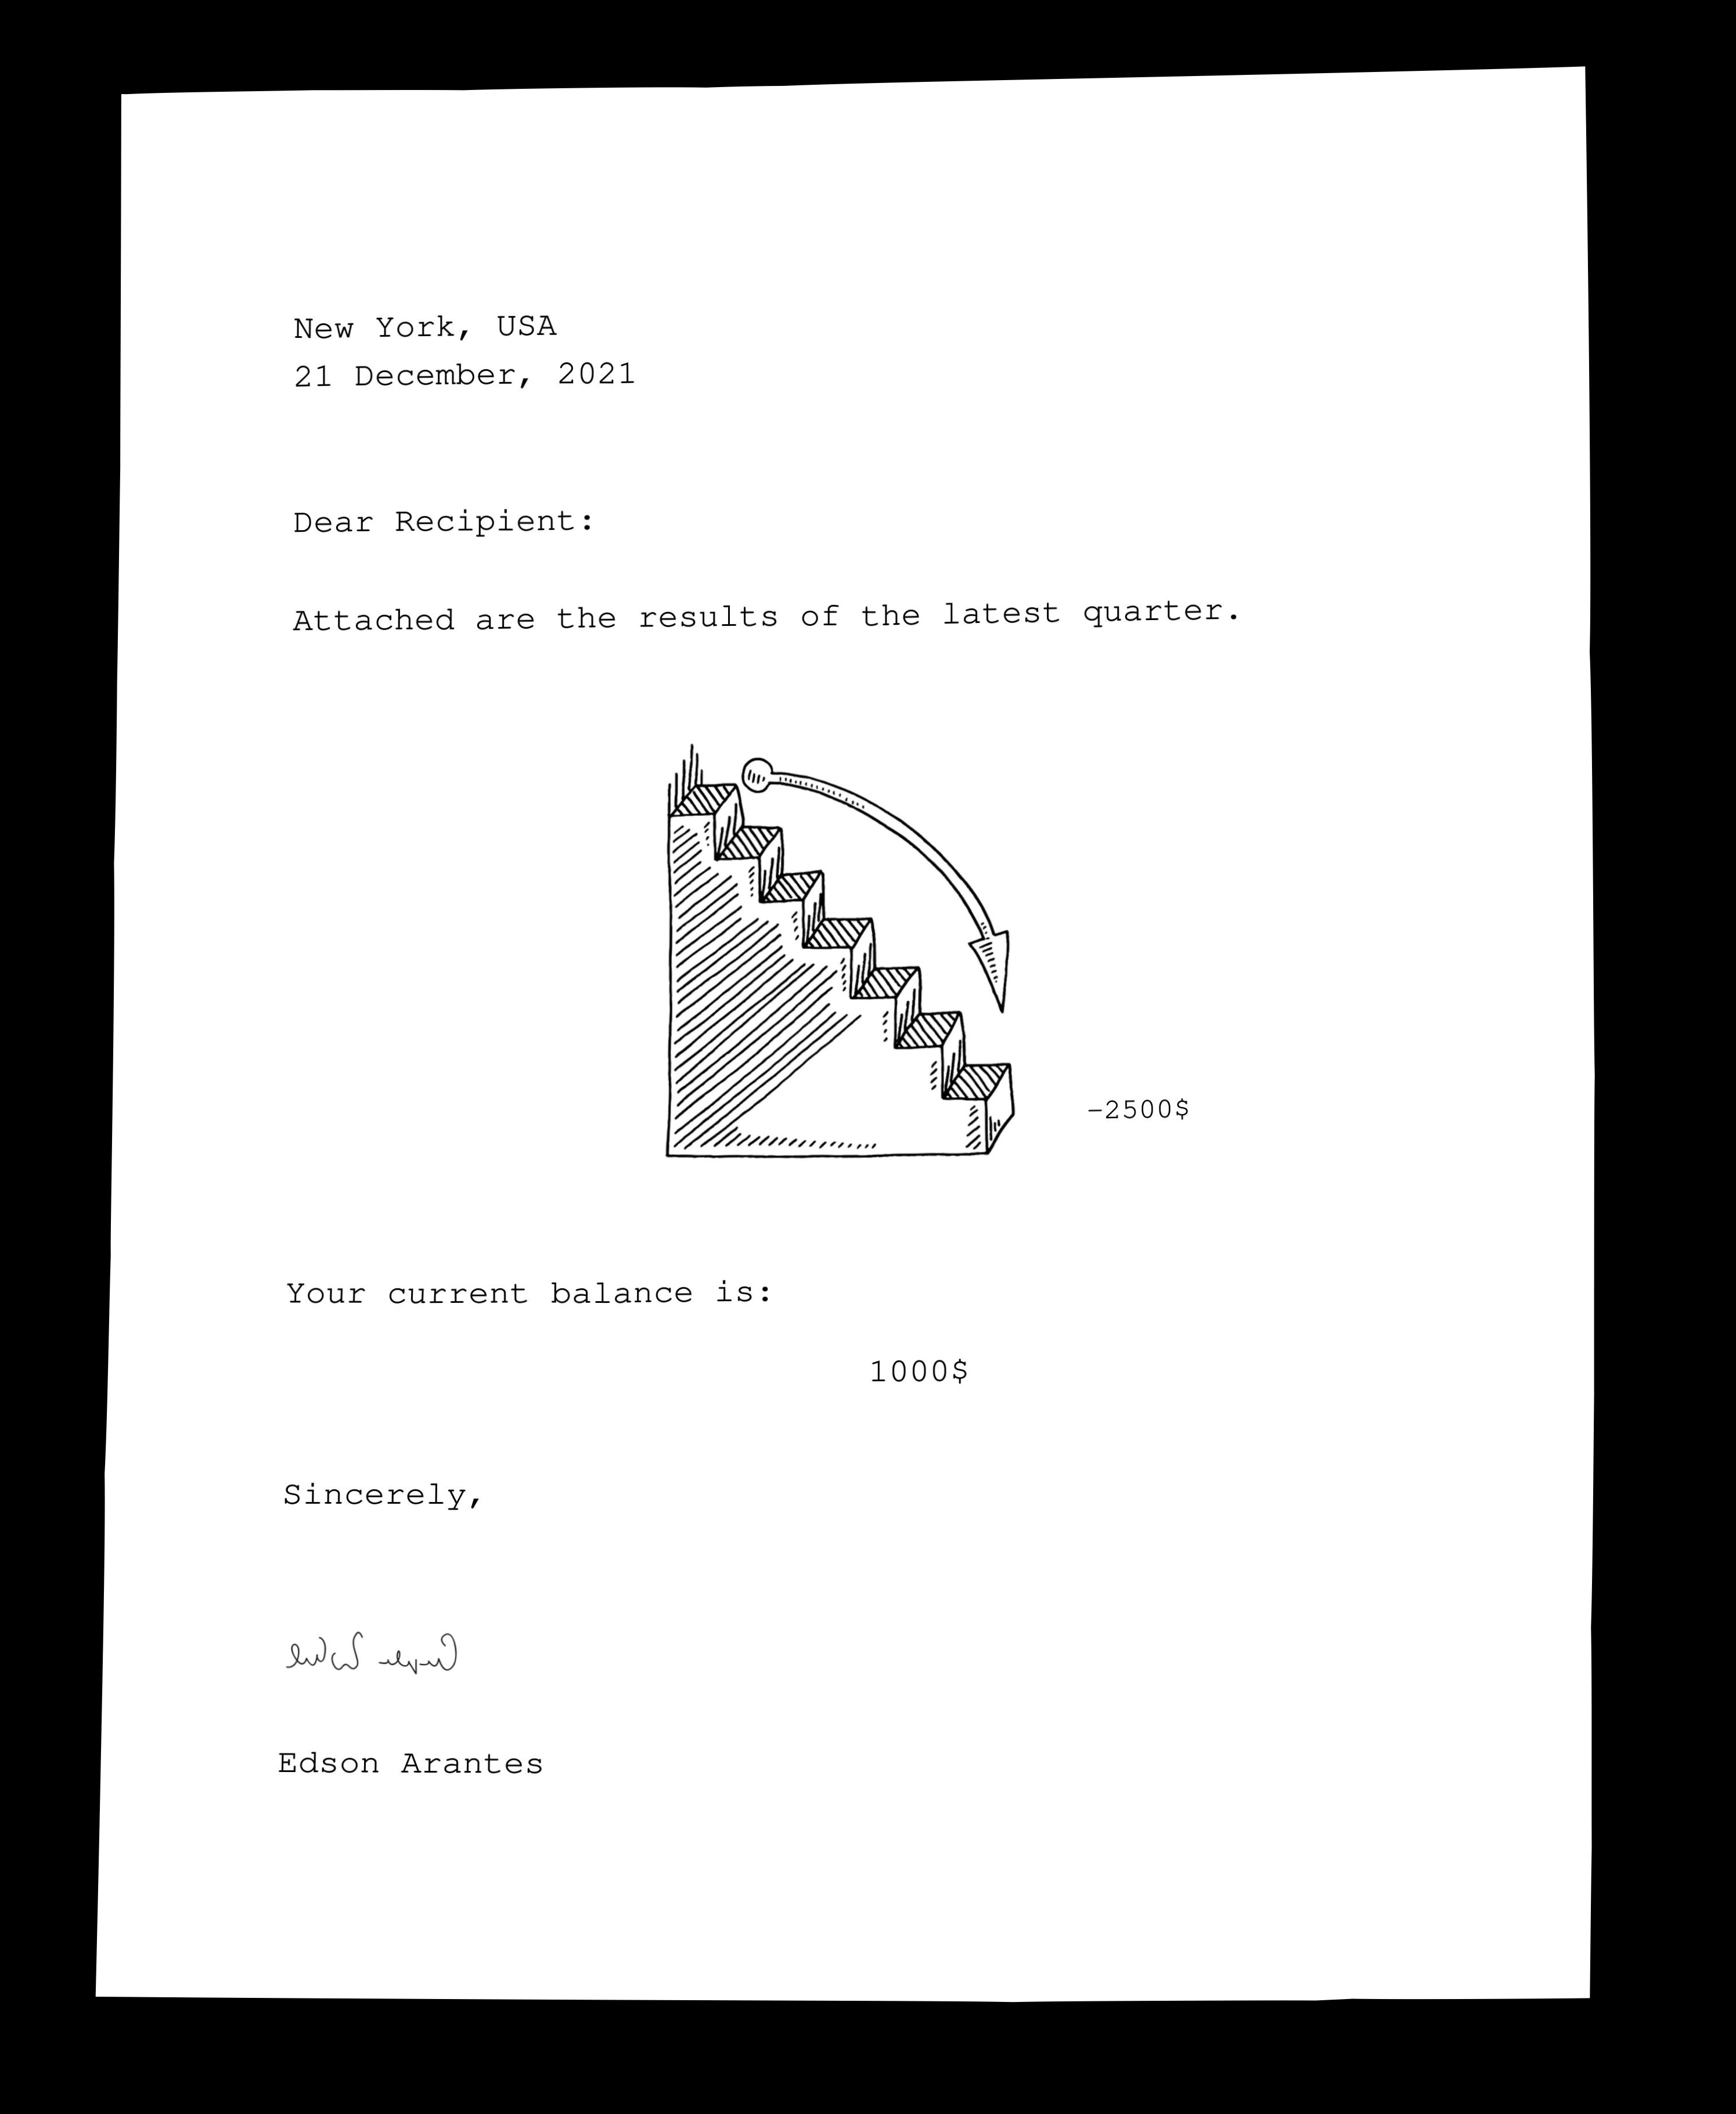 New York, USA
21 December, 2021
Dear Recipient:
Attached are the results of the latest quarter.
-2500$
Your current balance is:
1000$
Sincerely,
Edson Arantes